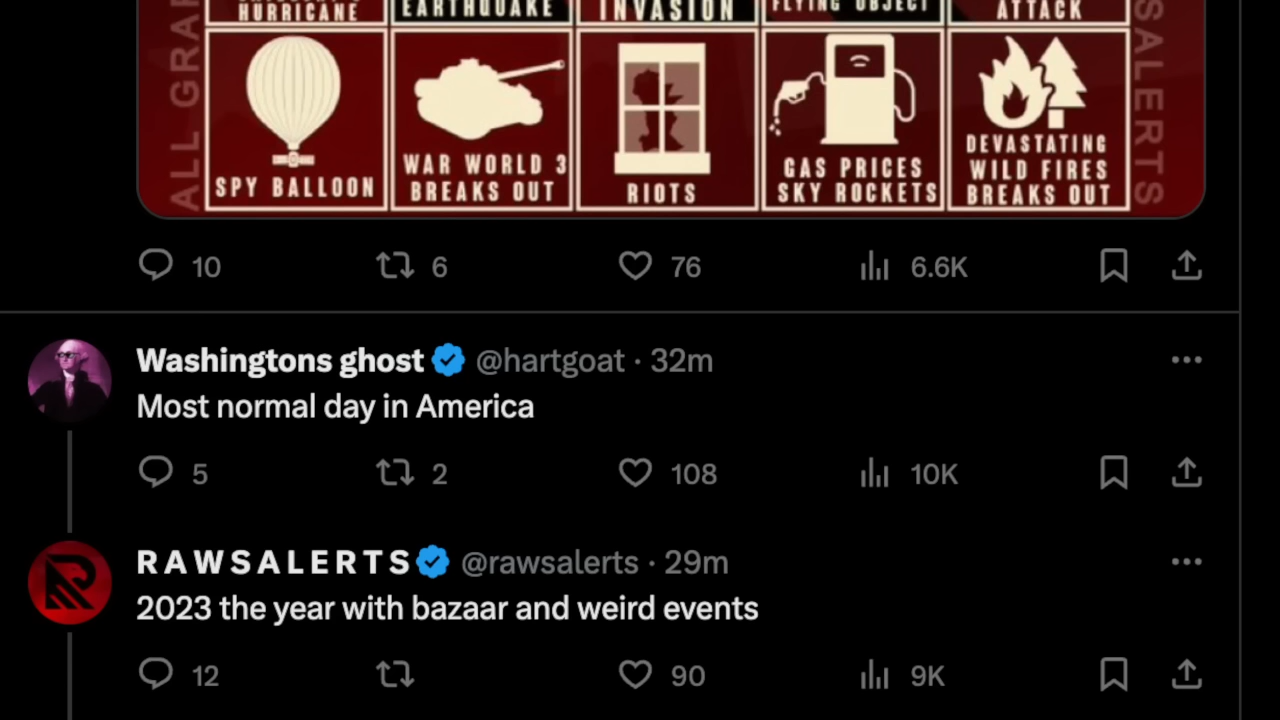 HURRICANE
EARTHQUAKE
INVASION
FLYING OBJECT
ATTACK
ALL GRA
SALERTS
SPY BALLOON
WAR WORLD 3
BREAKS OUT
RIOTS
GAS PRICES
SKY ROCKETS
DEVASTATING
WILD FIRES
BREAKS OUT
10 6 76 6.6K
Washingtons ghost @hartgoat · 32m
Most normal day in America
5 2 108 10K
RAWSALERTS @rawsalerts · 29m
2023 the year with bazaar and weird events
12 90 9K